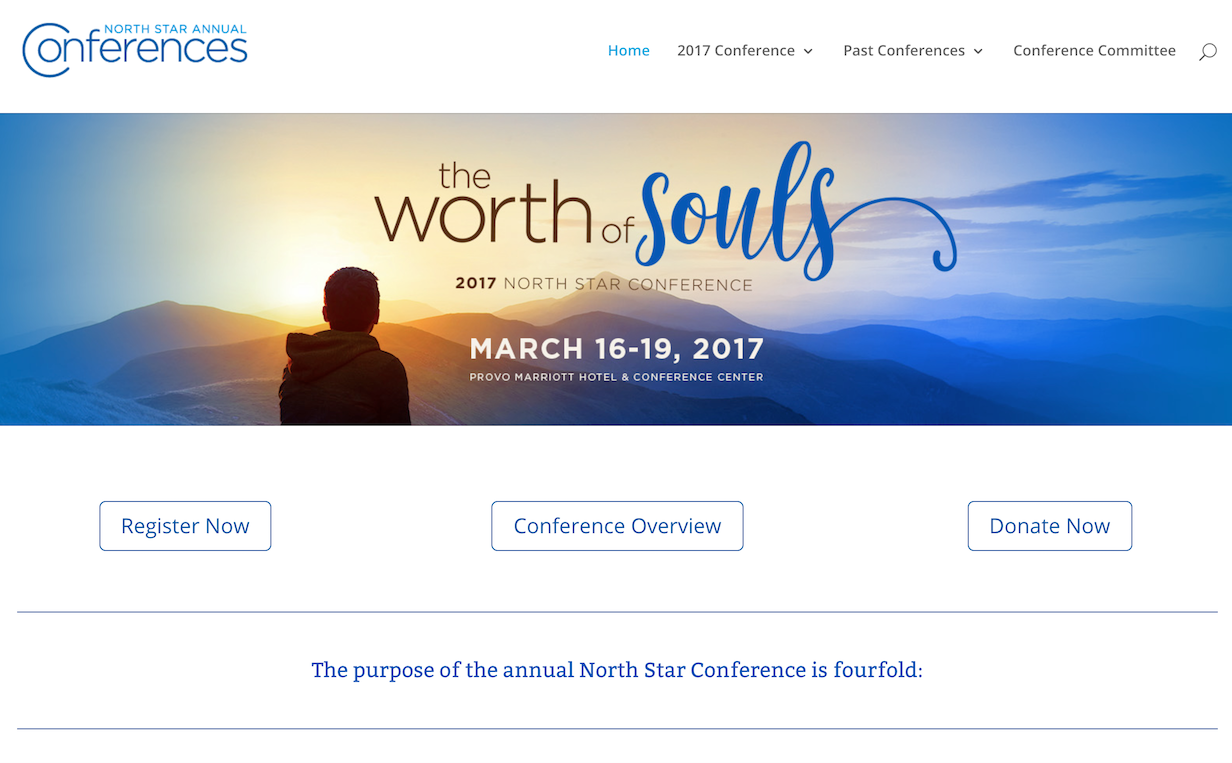 NORTH STAR ANNUAL
Conferences
Home
2017 Conference
Past Conferences
Conference Committee
the
worth of souls
2017 NORTH STAR CONFERENCE
MARCH 16-19, 2017
PROVO MARRIOTT HOTEL & CONFERENCE CENTER
Register Now
Conference Overview
Donate Now
The purpose of the annual North Star Conference is fourfold: